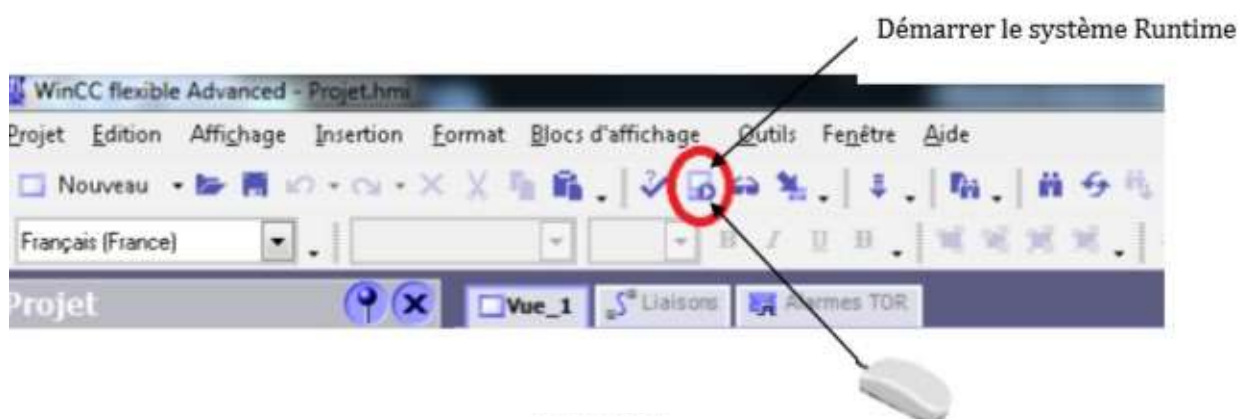 Démarrer le système Runtime
WinCC flexible Advanced - Projet.hmi
Projet Edition Affichage Insertion Format Blocs d'affichage Outils Fenêtre Aide
Nouveau
Français (France) B I U
Projet Vue_1 Liaisons Alarmes TOR